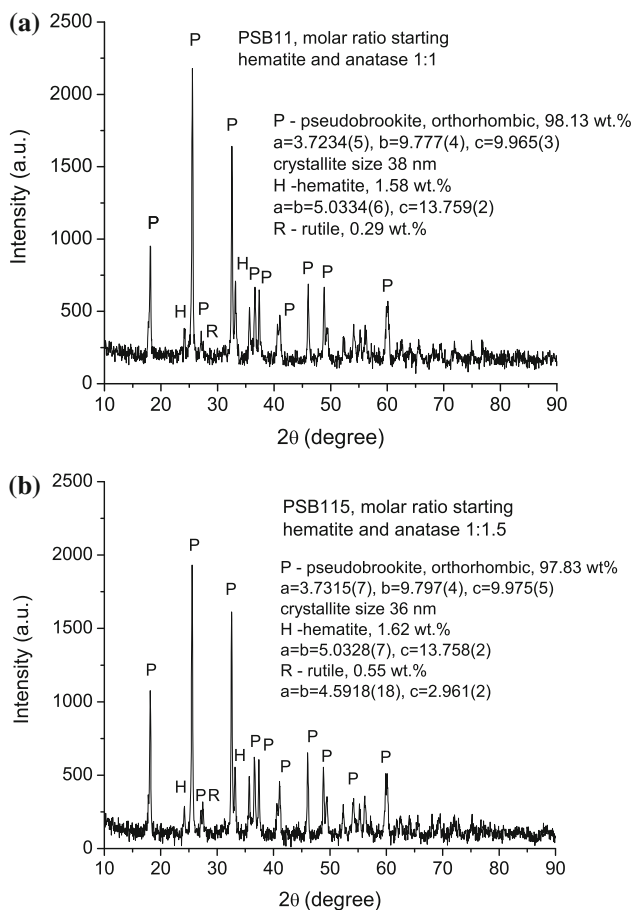 (a)
2500
2000
1500
1000
500
0
Intensity (a.u.)
PSB11, molar ratio starting
hematite and anatase 1:1
P - pseudobrookite, orthorhombic, 98.13 wt.%
a=3.7234(5), b=9.777(4), c=9.965(3)
crystallite size 38 nm
H -hematite, 1.58 wt.%
a=b=5.0334(6), c=13.759(2)
R - rutile, 0.29 wt.%
P
P
P
H
P
R
H
P
P
P
P
P
P
10 20 30 40 50 60 70 80 90
2θ (degree)
(b)
2500
2000
1500
1000
500
0
Intensity (a.u.)
PSB115, molar ratio starting
hematite and anatase 1:1.5
P - pseudobrookite, orthorhombic, 97.83 wt%
a=3.7315(7), b=9.797(4), c=9.975(5)
crystallite size 36 nm
H -hematite, 1.62 wt.%
a=b=5.0328(7), c=13.758(2)
R - rutile, 0.55 wt.%
a=b=4.5918(18), c=2.961(2)
P
P
P
H
P
R
H
P
P
P
P
P
P
P
10 20 30 40 50 60 70 80 90
2θ (degree)